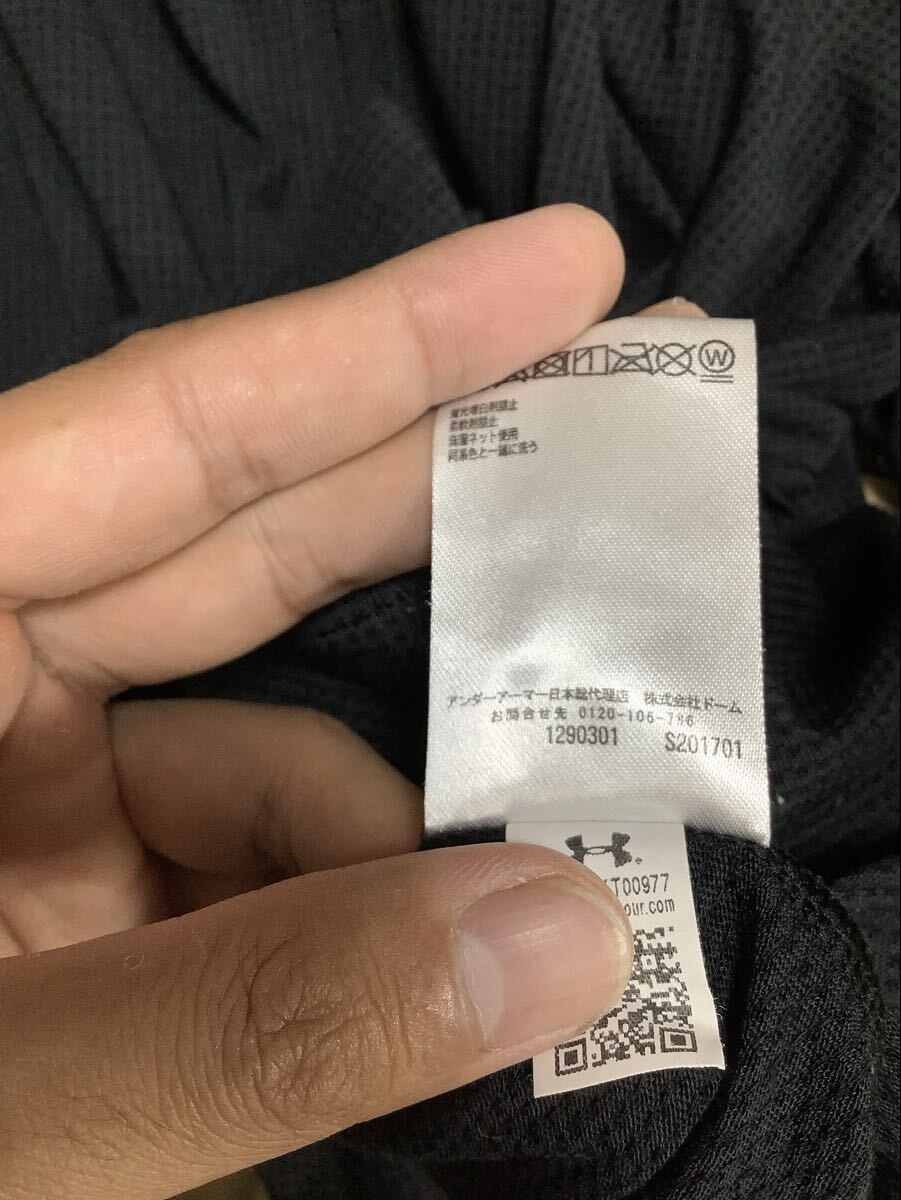 W
蛍光増白剤禁止
柔軟剤禁止
洗濯ネット使用
同系色と一緒に洗う
アンダーアーマー日本総代理店 株式会社ドーム
お問合せ先 0120-106-786
1290301 S201701
T00977
our.com